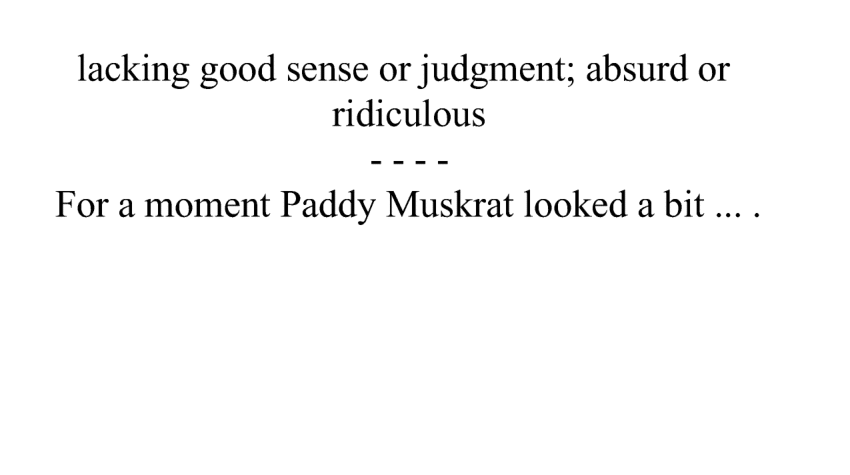 lacking good sense or judgment; absurd or
ridiculous
- - - -
For a moment Paddy Muskrat looked a bit ... .